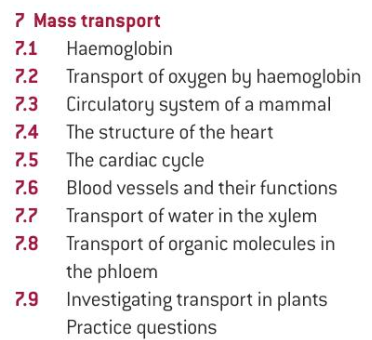 7 Mass transport
7.1 Haemoglobin
7.2 Transport of oxygen by haemoglobin
7.3 Circulatory system of a mammal
7.4 The structure of the heart
7.5 The cardiac cycle
7.6 Blood vessels and their functions
7.7 Transport of water in the xylem
7.8 Transport of organic molecules in
the phloem
7.9 Investigating transport in plants
Practice questions